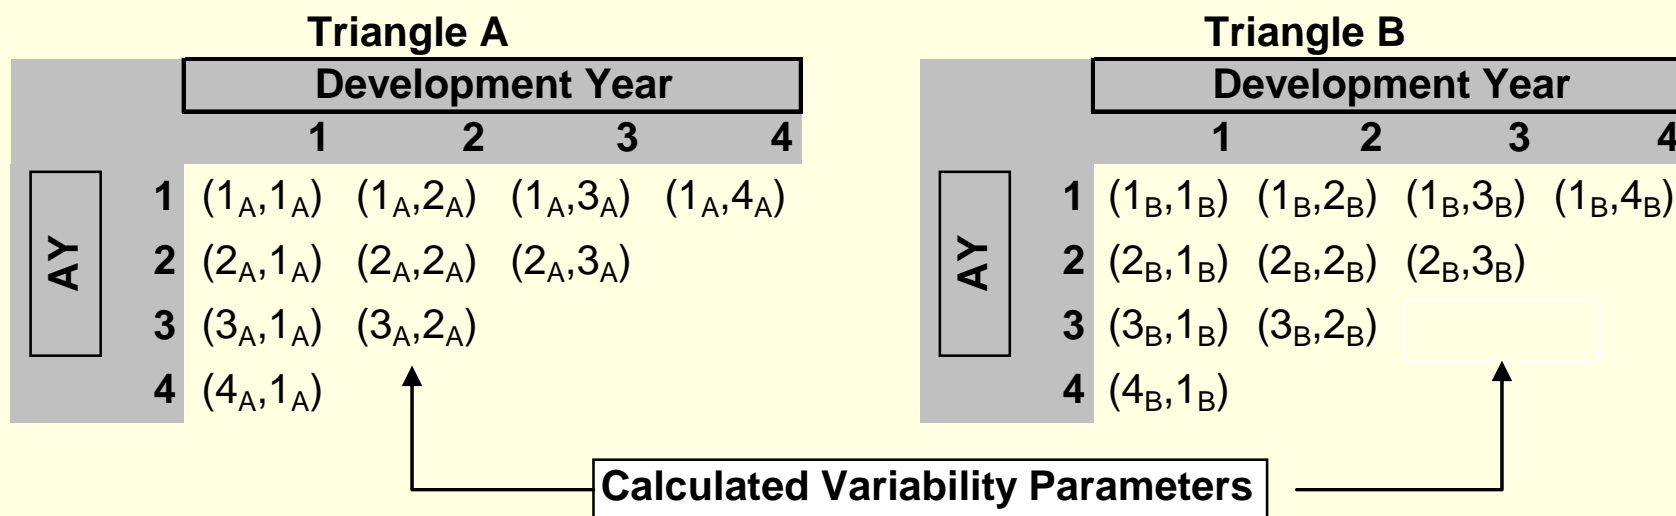 Triangle A Triangle B
Development Year Development Year
1 2 3 4 1 2 3 4
AY 1 (1A,1A) (1A,2A) (1A,3A) (1A,4A) AY 1 (1B,1B) (1B,2B) (1B,3B) (1B,4B)
2 (2A,1A) (2A,2A) (2A,3A) 2 (2B,1B) (2B,2B) (2B,3B)
3 (3A,1A) (3A,2A) 3 (3B,1B) (3B,2B)
4 (4A,1A) 4 (4B,1B)
Calculated Variability Parameters